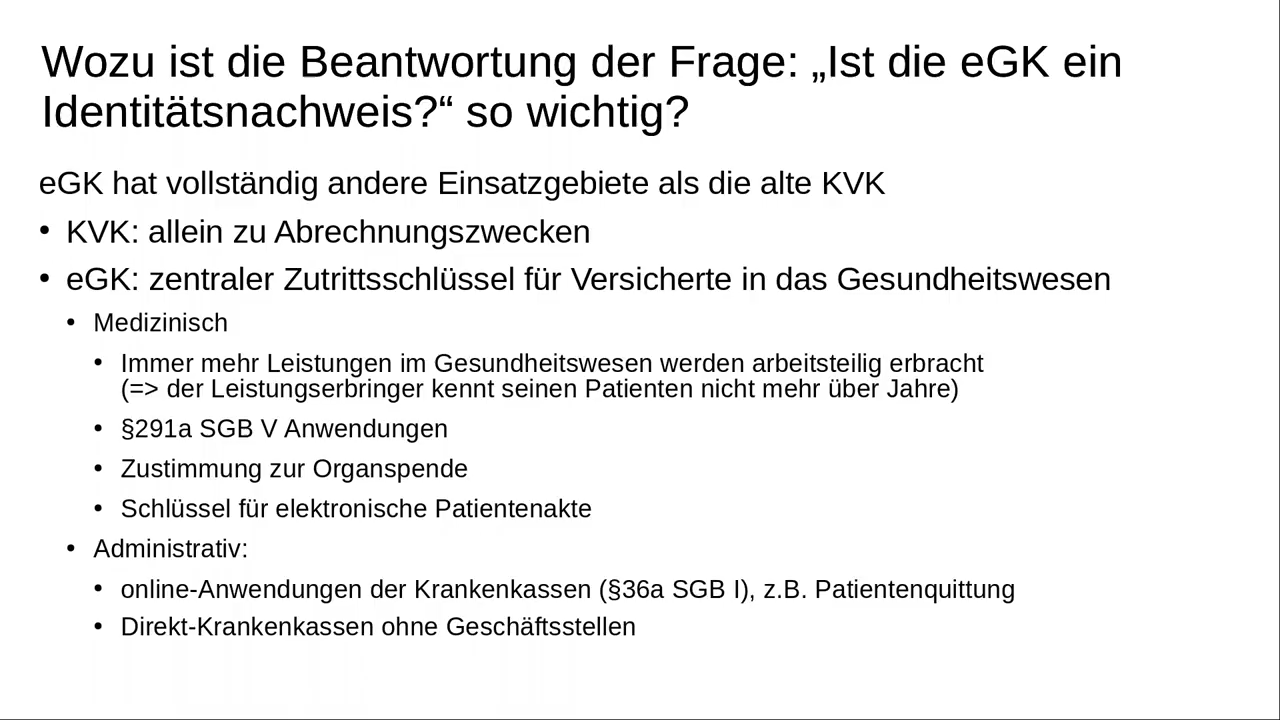 Wozu ist die Beantwortung der Frage: „Ist die eGK ein
Identitätsnachweis?“ so wichtig?
eGK hat vollständig andere Einsatzgebiete als die alte KVK
• KVK: allein zu Abrechnungszwecken
• eGK: zentraler Zutrittsschlüssel für Versicherte in das Gesundheitswesen
• Medizinisch
• Immer mehr Leistungen im Gesundheitswesen werden arbeitsteilig erbracht
(=> der Leistungserbringer kennt seinen Patienten nicht mehr über Jahre)
• §291a SGB V Anwendungen
• Zustimmung zur Organspende
• Schlüssel für elektronische Patientenakte
• Administrativ:
• online-Anwendungen der Krankenkassen (§36a SGB I), z.B. Patientenquittung
• Direkt-Krankenkassen ohne Geschäftsstellen